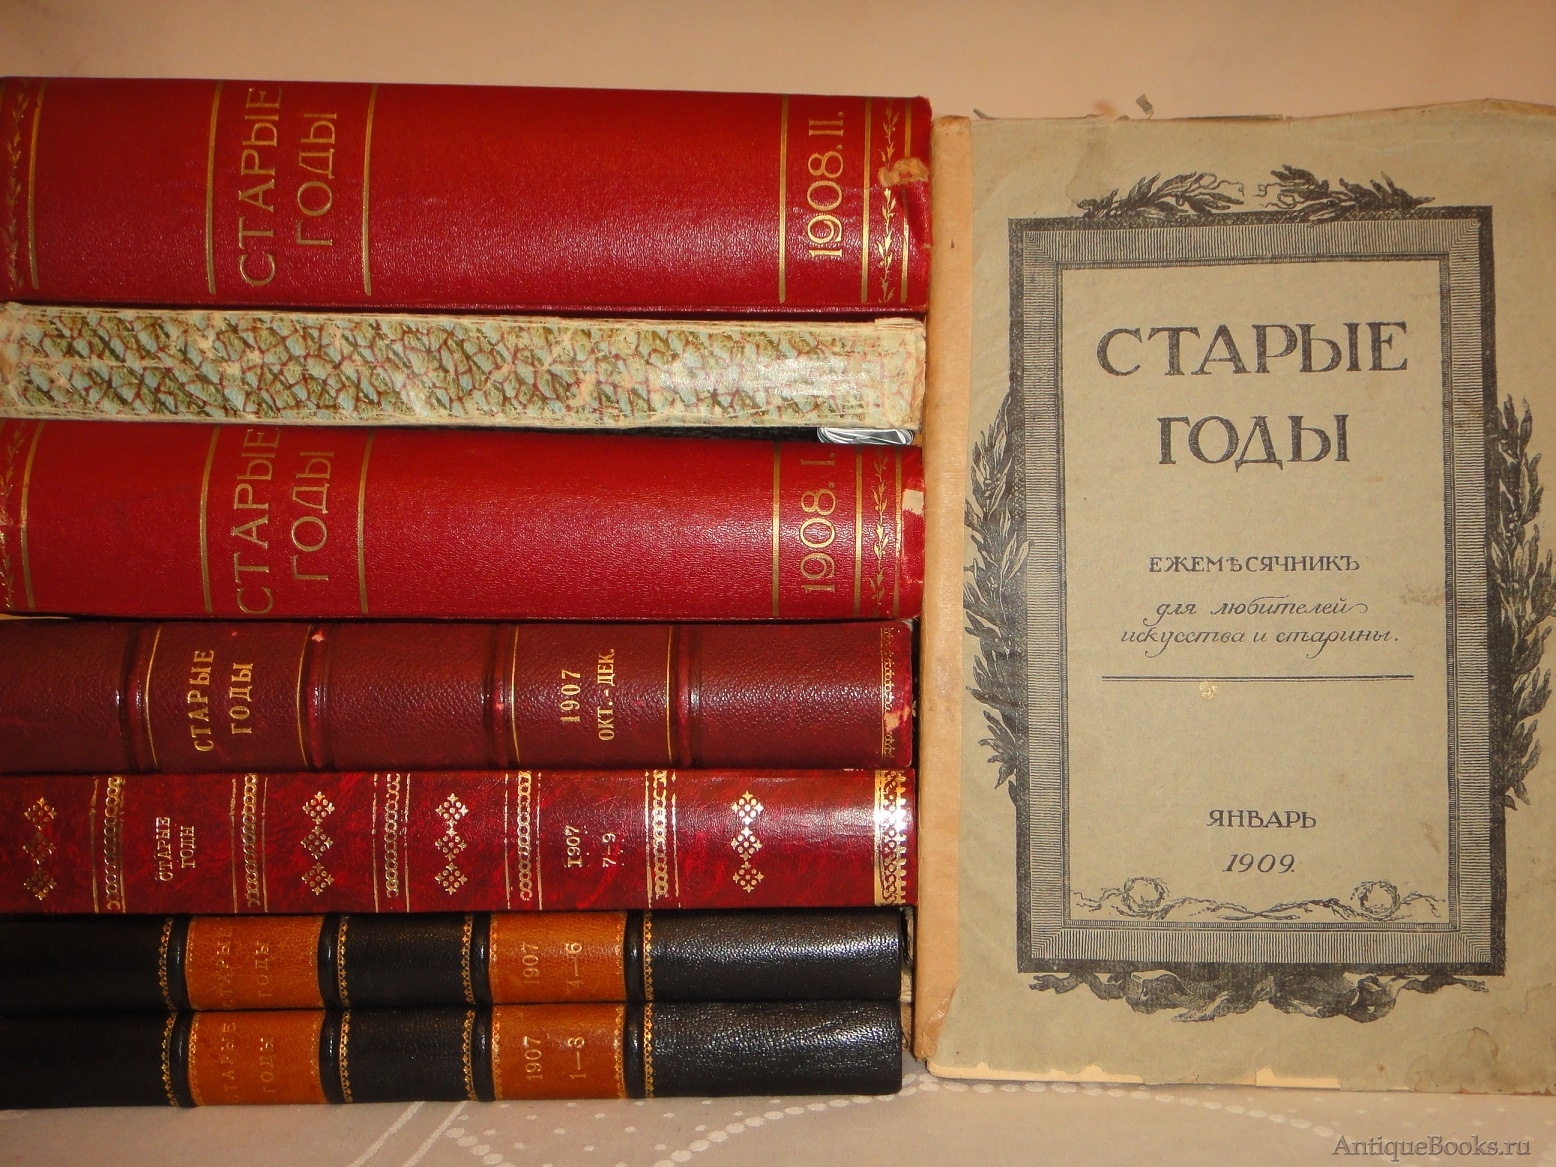 СТАРЫЕ
ГОДЫ
1908.II.
СТАРЫЕ
ГОДЫ
1908.I.
СТАРЫЕ
ГОДЫ
1907
ОКТ.-ДЕК.
СТАРЫЕ
ГОДН
1907
7-9
СТАРЫЕ
ГОДЫ
1907
4—6
СТАРЫЕ
ГОДЫ
1907
1—3
СТАРЫЕ
ГОДЫ
ЕЖЕМѢСЯЧНИКЪ
для любителей
искусства и старины.
ЯНВАРЬ
1909.
AntiqueBooks.ru